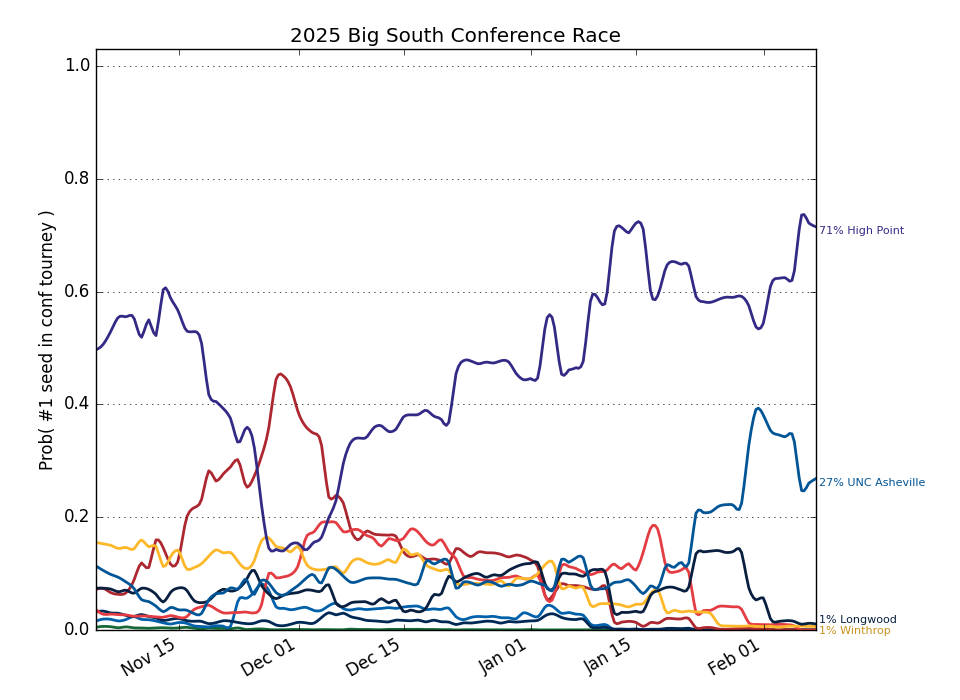 2025 Big South Conference Race
Prob( #1 seed in conf tourney )
1.0
0.8
0.6
0.4
0.2
0.0
71% High Point
27% UNC Asheville
1% Longwood
1% Winthrop
Nov 15
Dec 01
Dec 15
Jan 01
Jan 15
Feb 01